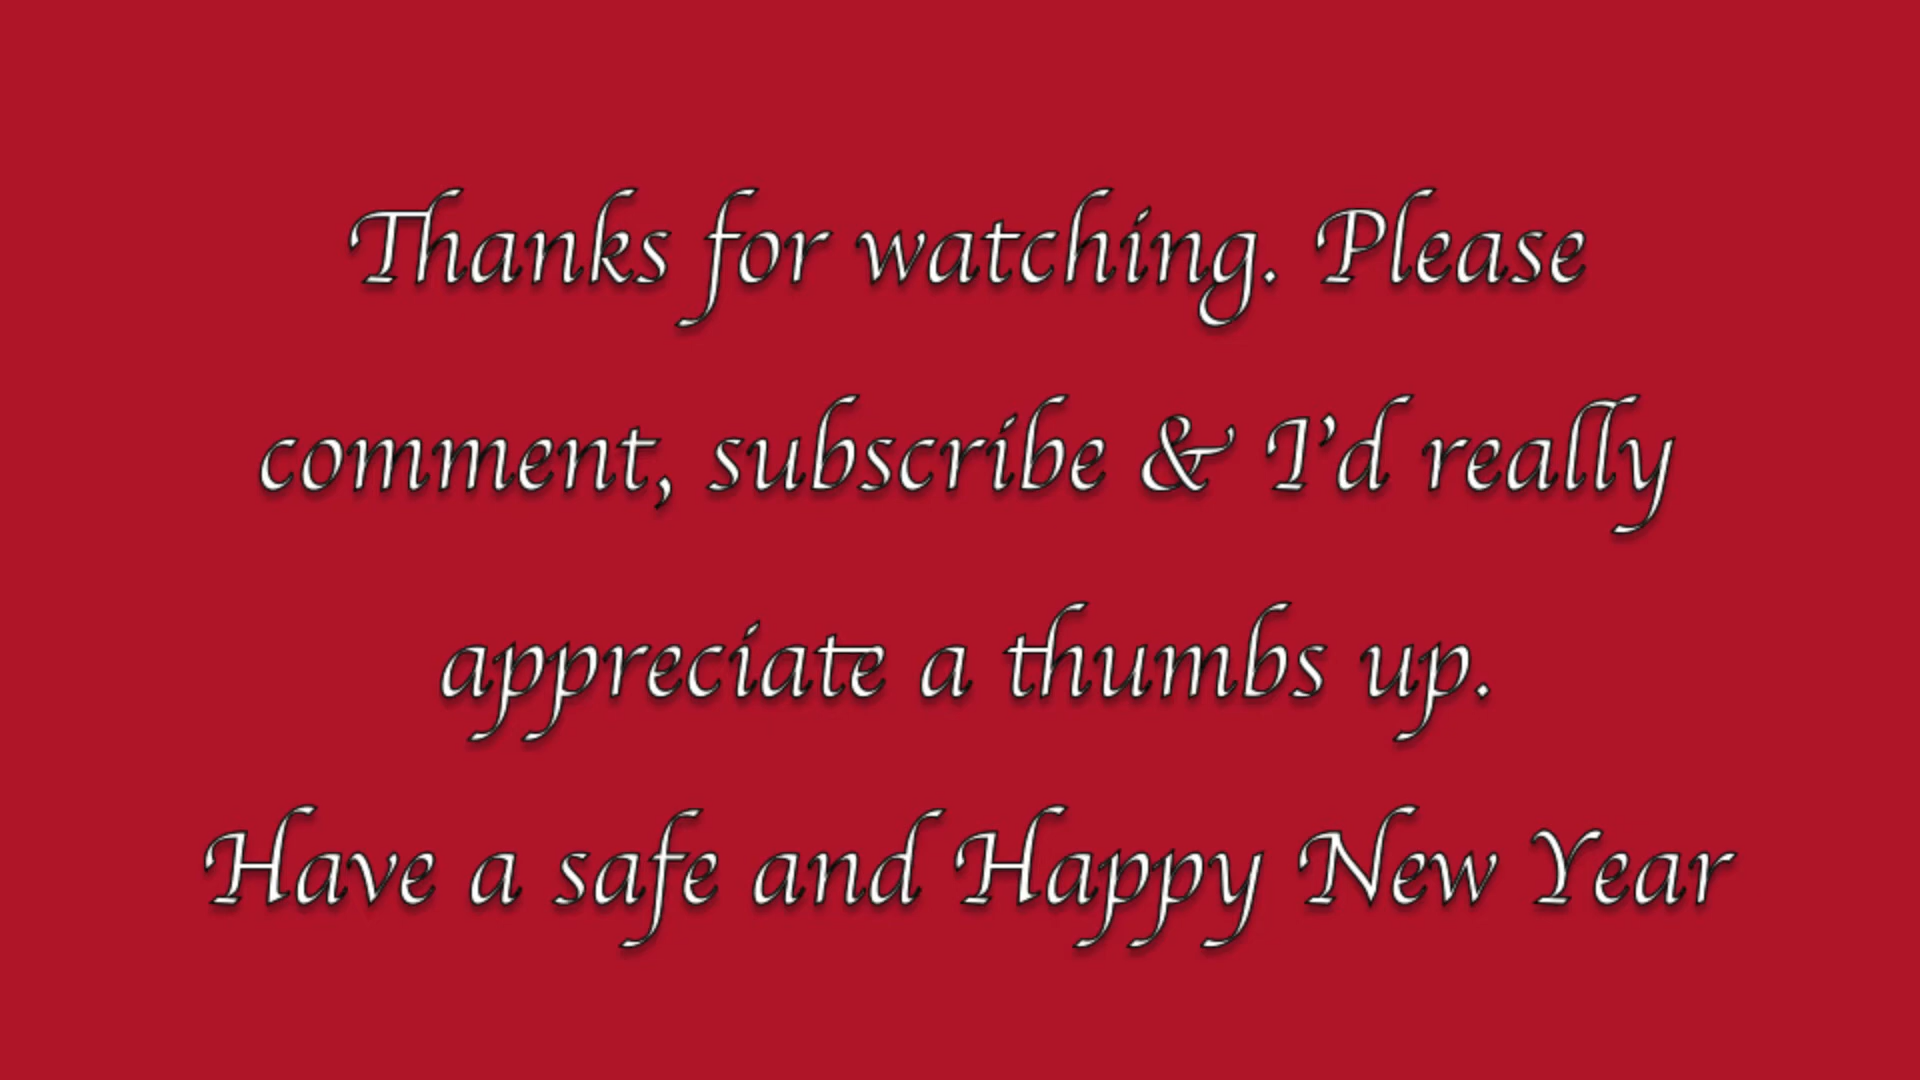 Thanks for watching. Please
comment, subscribe & I'd really
appreciate a thumbs up.
Have a safe and Happy New Year